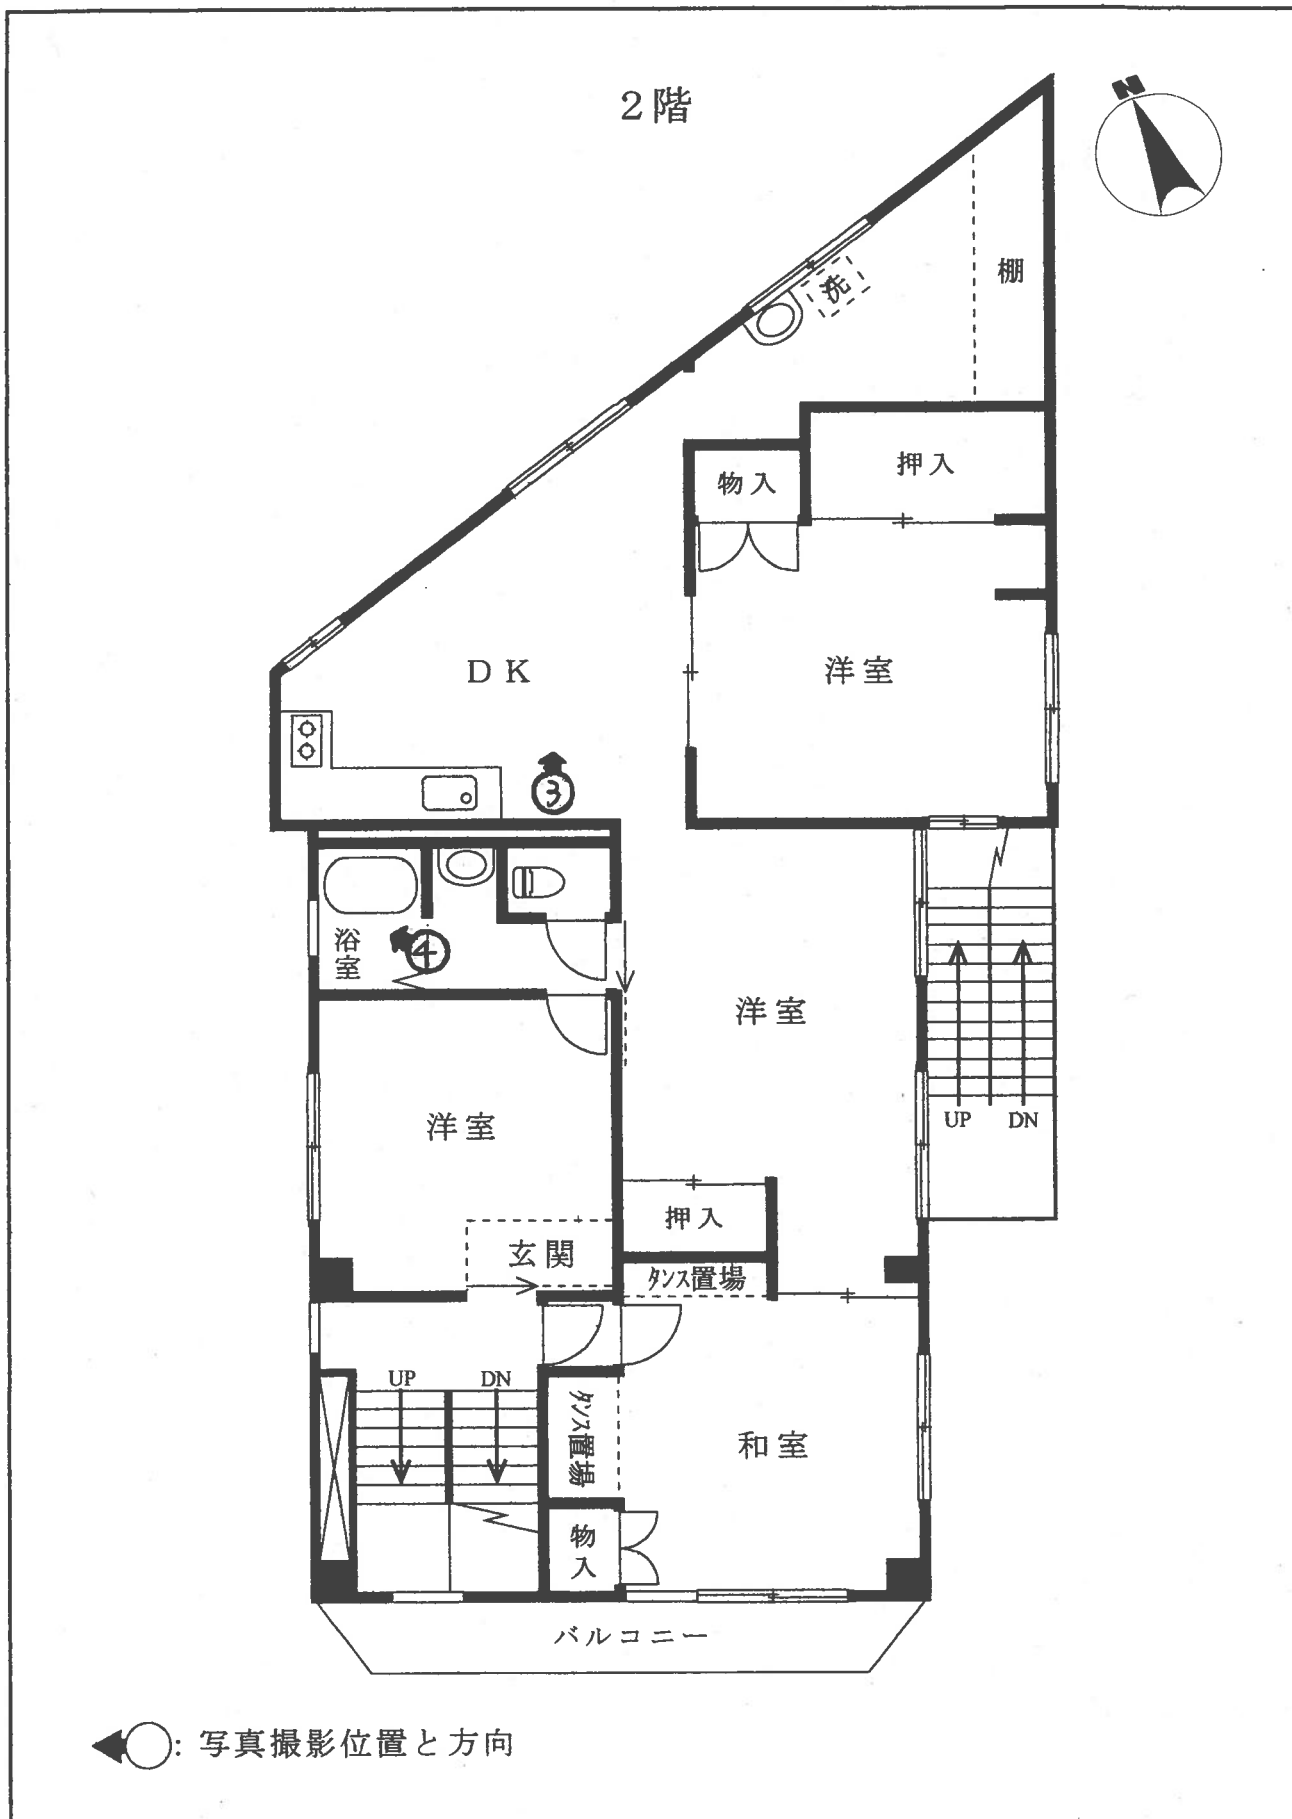 2階
N
棚
洗
押入
物入
洋室
DK
③
浴室
④
洋室
UP
DN
洋室
押入
玄関
タンス置場
UP
DN
タンス置場
和室
物入
バルコニー
: 写真撮影位置と方向